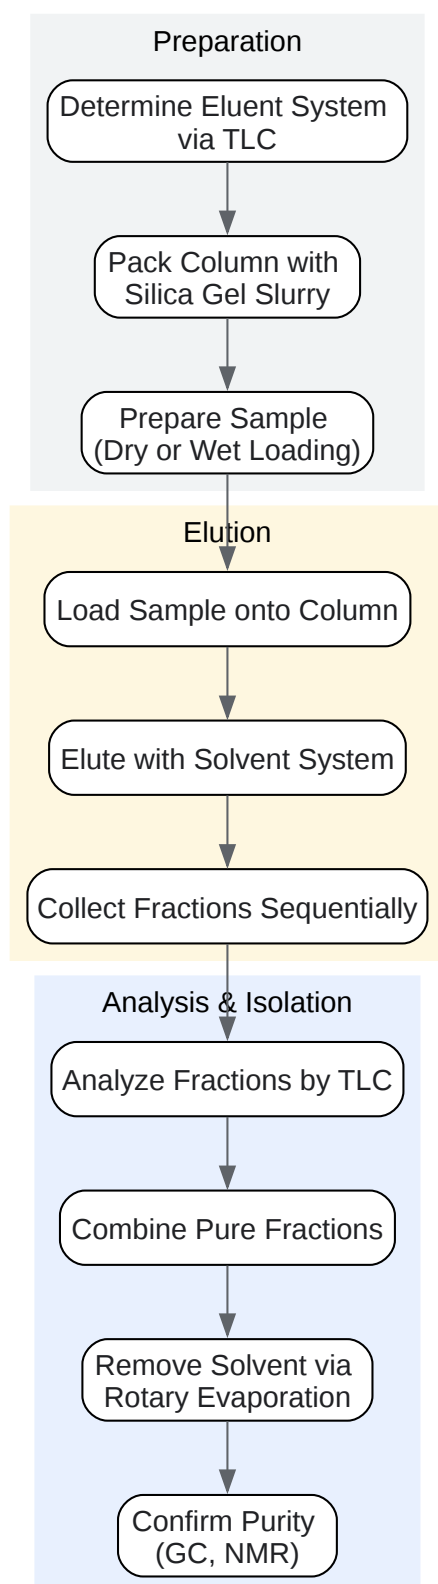 Preparation
Determine Eluent System
via TLC
Pack Column with
Silica Gel Slurry
Prepare Sample
(Dry or Wet Loading)
Elution
Load Sample onto Column
Elute with Solvent System
Collect Fractions Sequentially
Analysis & Isolation
Analyze Fractions by TLC
Combine Pure Fractions
Remove Solvent via
Rotary Evaporation
Confirm Purity
(GC, NMR)